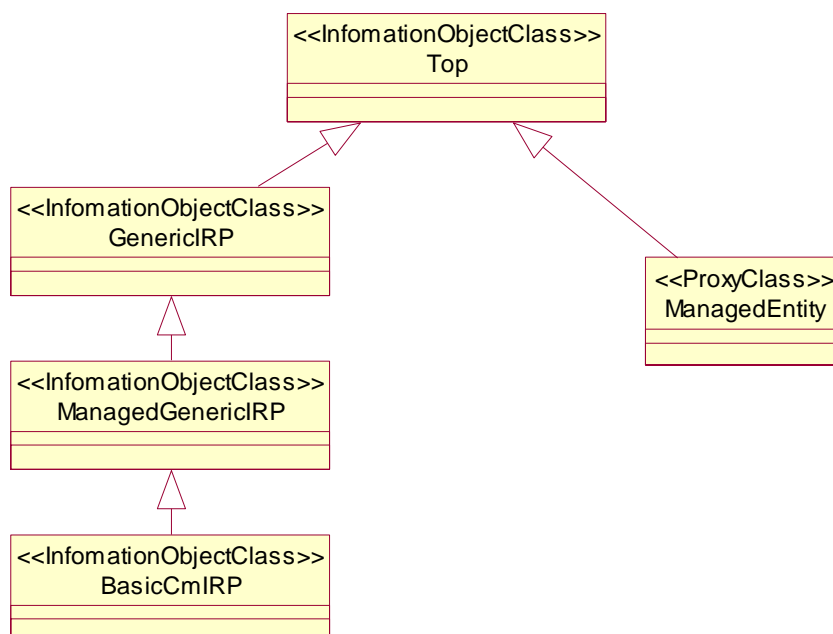 <<InfomationObjectClass>>
Top
<<InfomationObjectClass>>
GenericIRP
<<ProxyClass>>
ManagedEntity
<<InfomationObjectClass>>
ManagedGenericIRP
<<InfomationObjectClass>>
BasicCmIRP